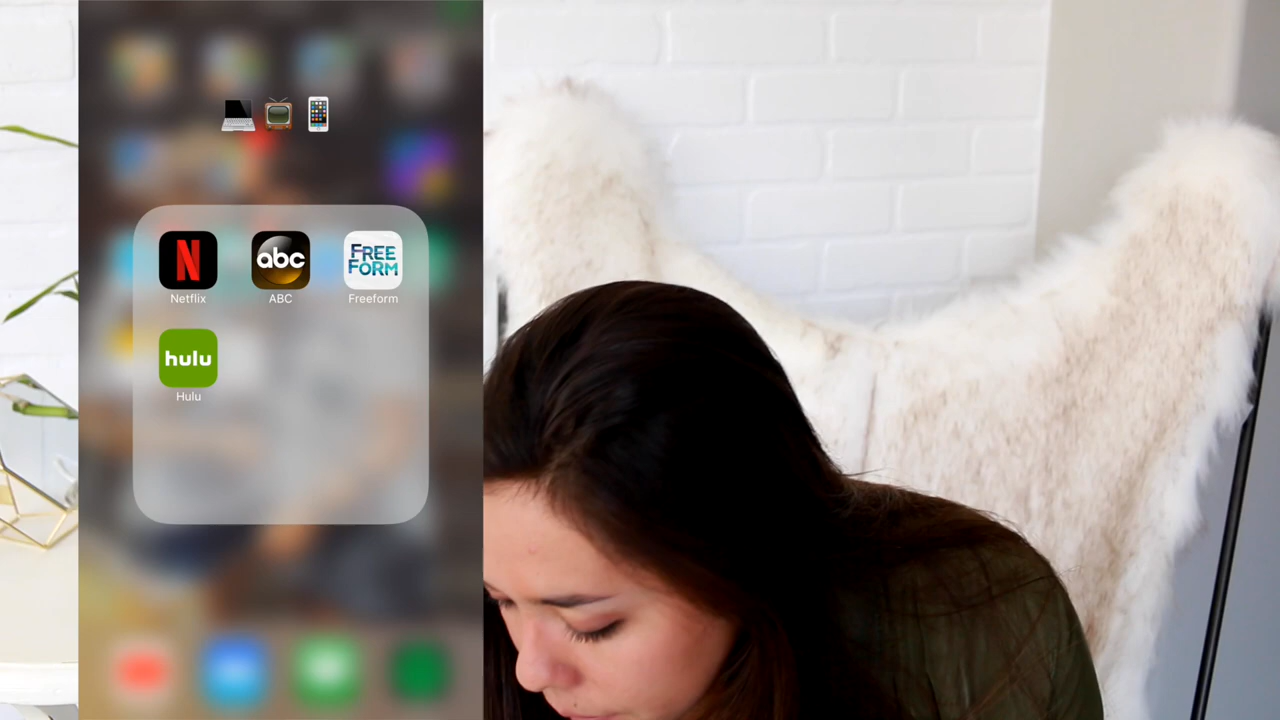 N
Netflix
abc
ABC
FREE
FORM
Freeform
hulu
Hulu